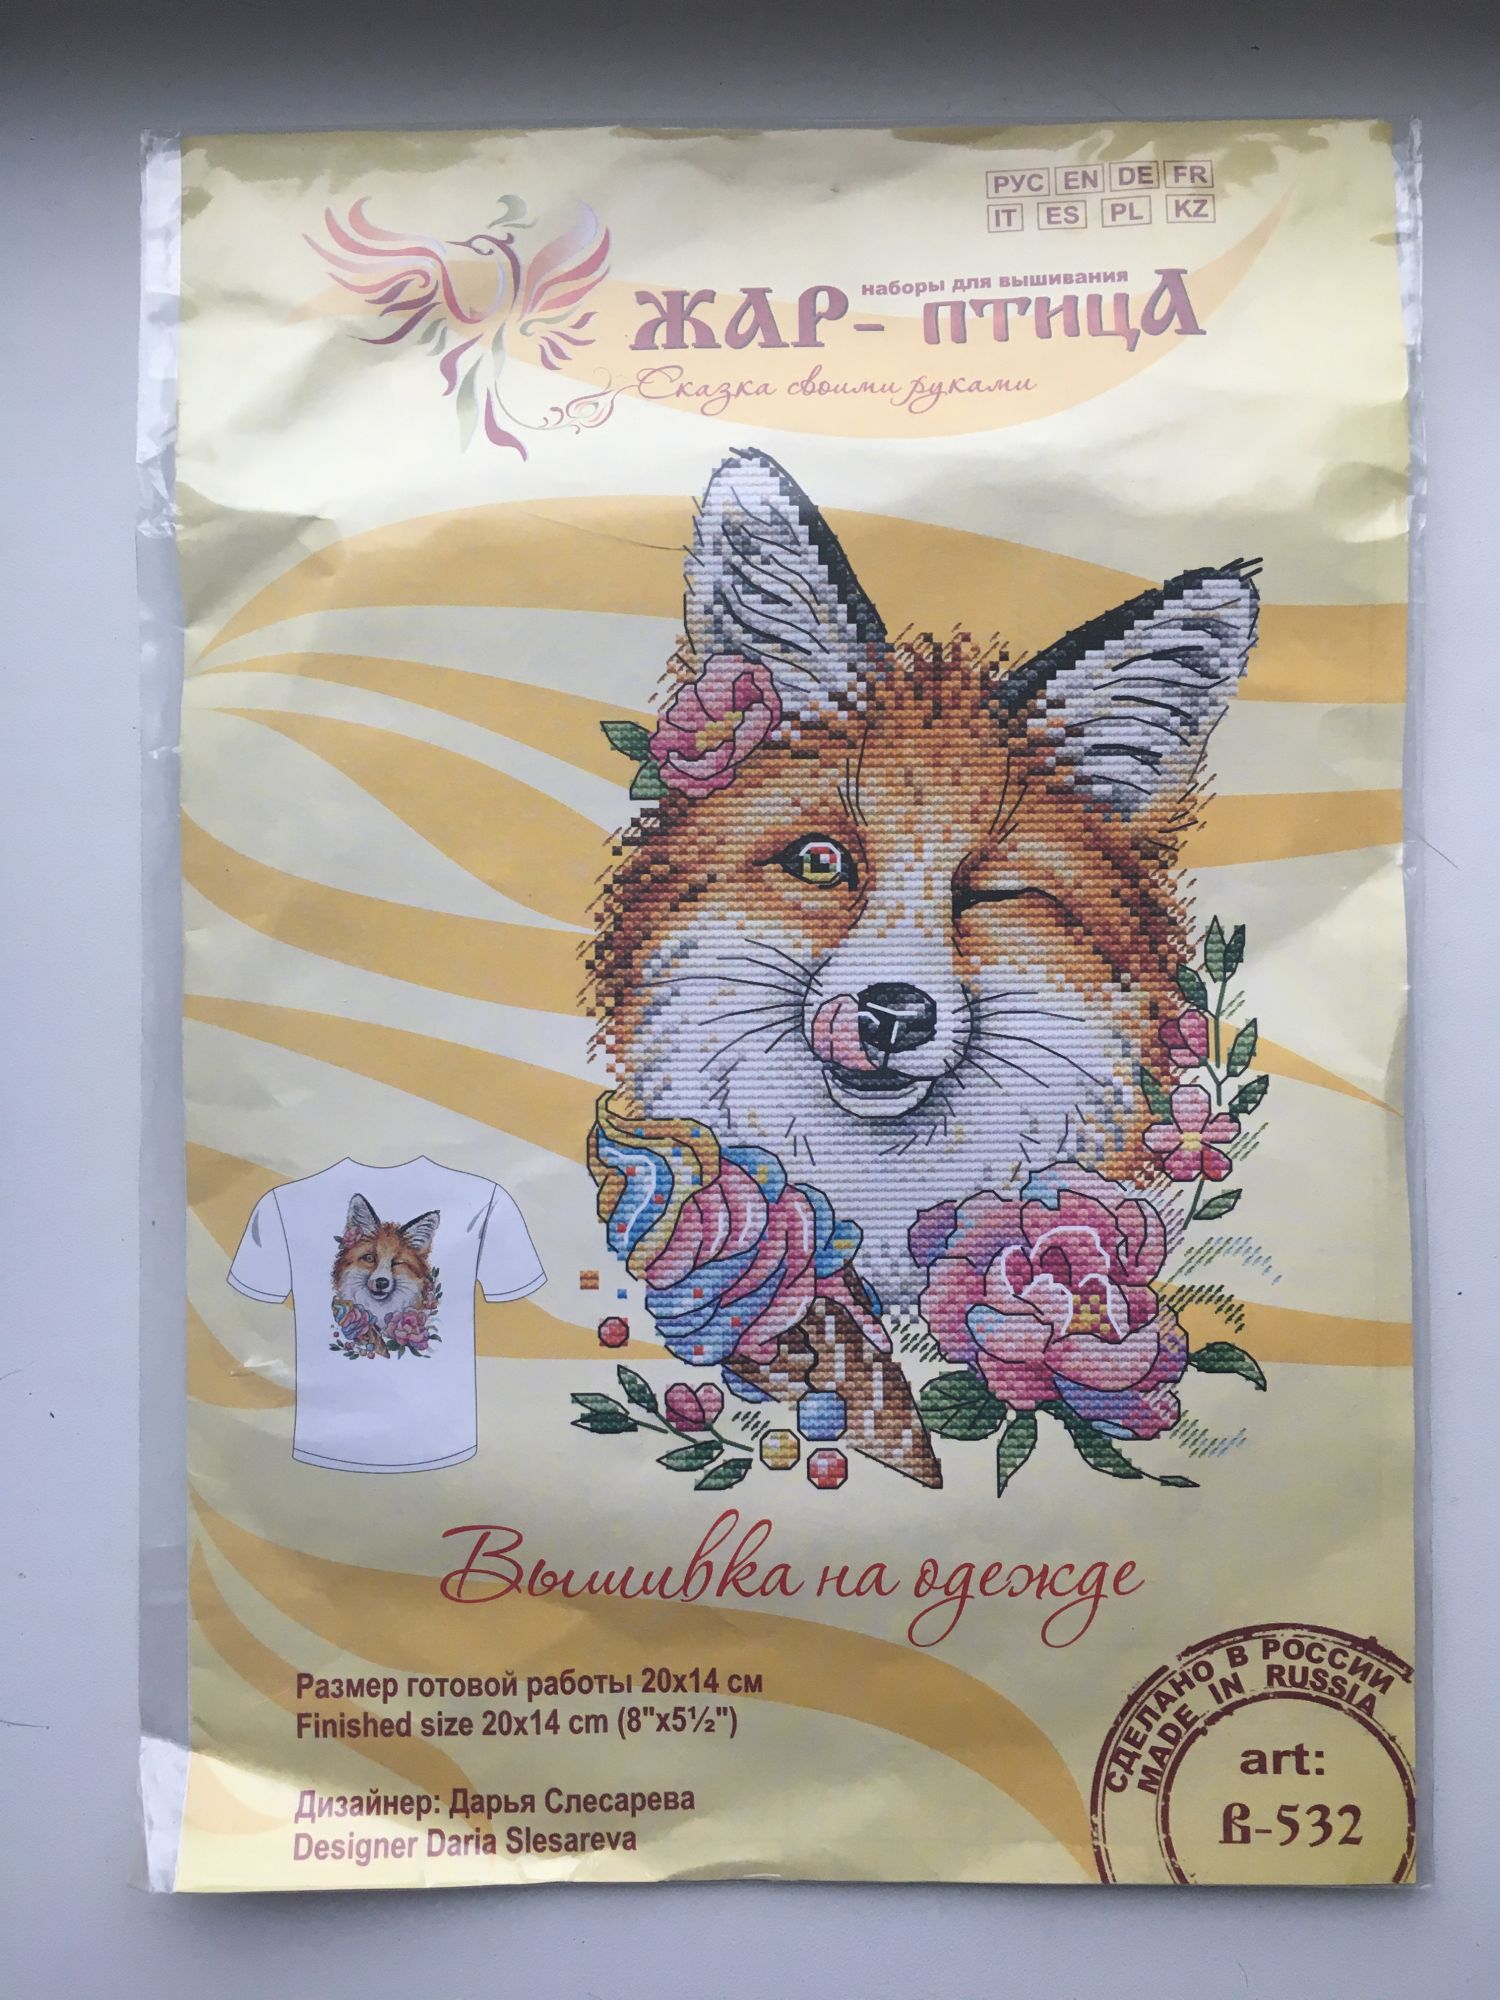 РУС EN DE FR
IT ES PL KZ
наборы для вышивания
ЖАР-ПТИЦА
Сказка своими руками
Вышивка на одежде
Размер готовой работы 20x14 см
Finished size 20x14 cm (8"x5½")
Дизайнер: Дарья Слесарева
Designer Daria Slesareva
СДЕЛАНО В РОССИИ
MADE IN RUSSIA
art:
В-532